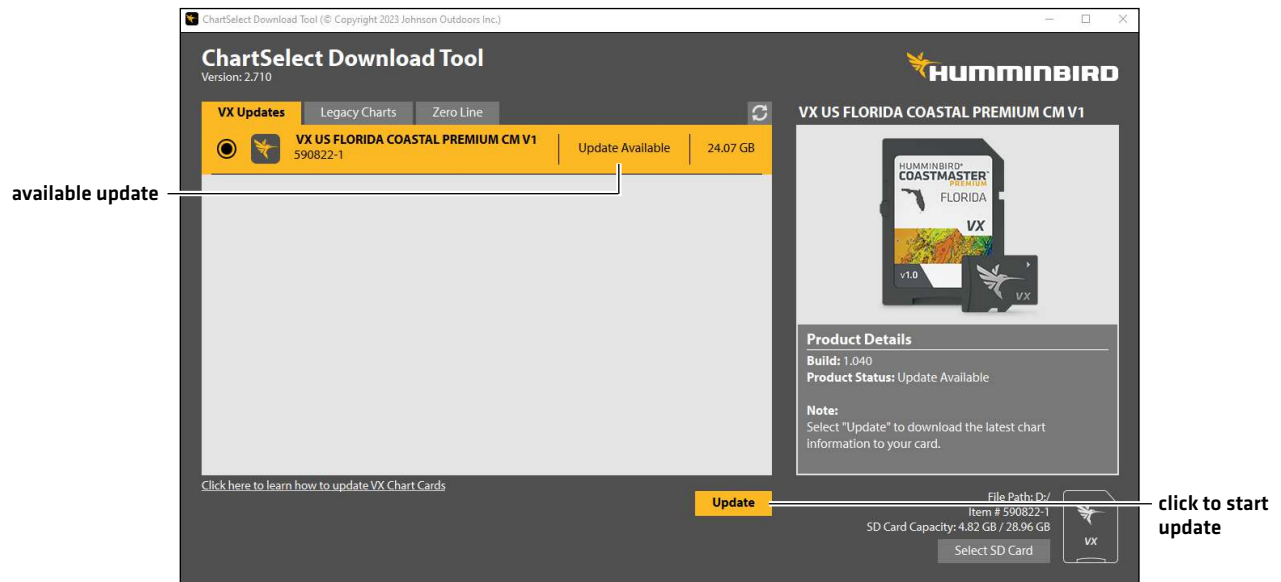 ChartSelect Download Tool (© Copyright 2023 Johnson Outdoors Inc.)
ChartSelect Download Tool
Version: 2.710
HUMMINBIRD
VX Updates
Legacy Charts
Zero Line
VX US FLORIDA COASTAL PREMIUM CM V1
590822-1
Update Available
24.07 GB
available update
VX US FLORIDA COASTAL PREMIUM CM V1
HUMMINBIRD®
COASTMASTER™
PREMIUM
FLORIDA
VX
v1.0
VX
Product Details
Build: 1.040
Product Status: Update Available
Note:
Select "Update" to download the latest chart
information to your card.
Click here to learn how to update VX Chart Cards
Update
File Path: D:/
Item # 590822-1
SD Card Capacity: 4.82 GB / 28.96 GB
Select SD Card
VX
click to start
update